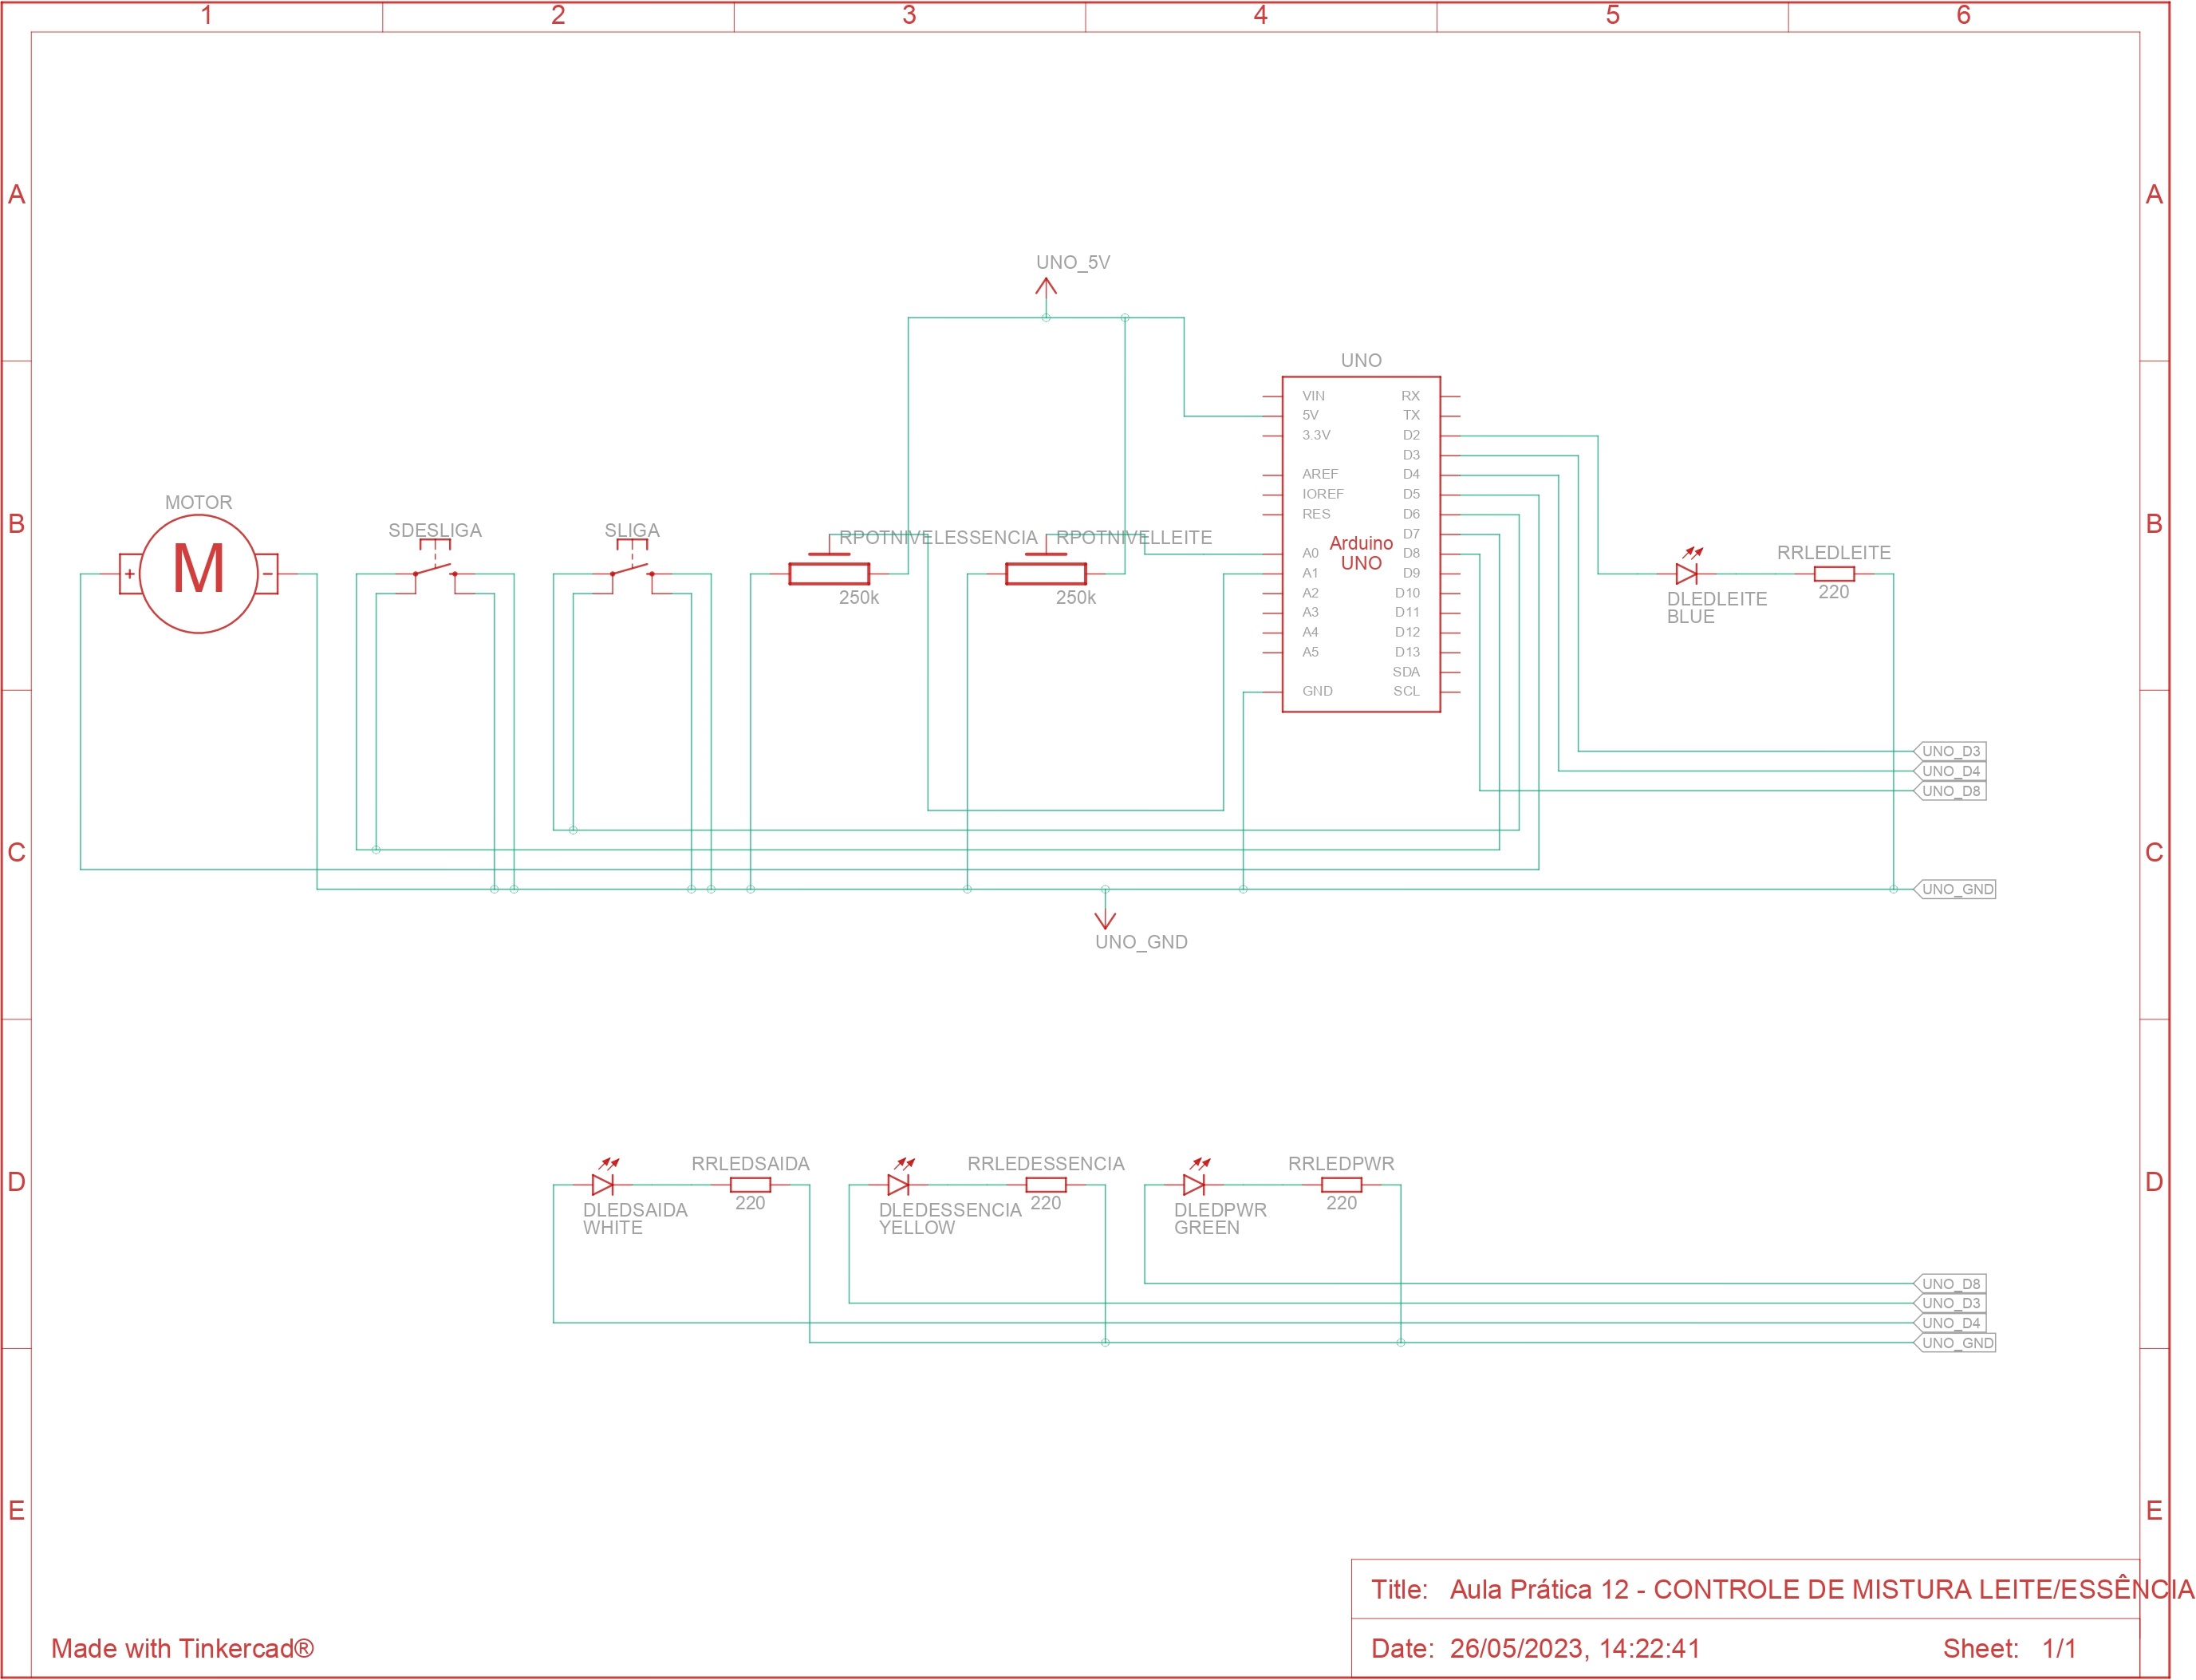 1 2 3 4 5 6
A A
UNO_5V
UNO
VIN RX
5V TX
3.3V D2
D3
AREF D4
IOREF D5
RES D6
D7
A0 D8
A1 D9
A2 D10
A3 D11
A4 D12
A5 D13
SDA
GND SCL
Arduino
UNO
B B
MOTOR
+ M -
SDESLIGA
SLIGA
RPOTNIVELESSENCIA
250k
RPOTNIVELLEITE
250k
DLEDLEITE
BLUE
RRLEDLEITE
220
UNO_D3
UNO_D4
UNO_D8
C C
UNO_GND
UNO_GND
D D
DLEDSAIDA
WHITE
RRLEDSAIDA
220
DLEDESSENCIA
YELLOW
RRLEDESSENCIA
220
DLEDPWR
GREEN
RRLEDPWR
220
UNO_D8
UNO_D3
UNO_D4
UNO_GND
E E
Title: Aula Prática 12 - CONTROLE DE MISTURA LEITE/ESSÊNCIA
Made with Tinkercad®
Date: 26/05/2023, 14:22:41 Sheet: 1/1